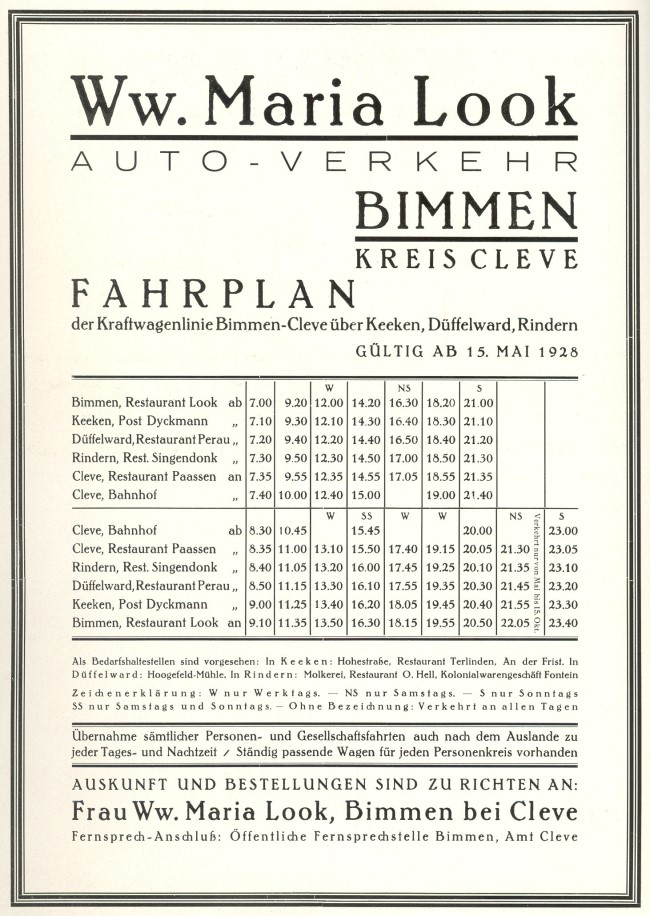 Ww. Maria Look
AUTO-VERKEHR
BIMMEN
KREIS CLEVE
FAHRPLAN
der Kraftwagenlinie Bimmen-Cleve über Keeken, Düffelward, Rindern
GÜLTIG AB 15. MAI 1928
W NS S
Bimmen, Restaurant Look ab 7.00 9.20 12.00 14.20 16.30 18.20 21.00
Keeken, Post Dyckmann „ 7.10 9.30 12.10 14.30 16.40 18.30 21.10
Düffelward, Restaurant Perau „ 7.20 9.40 12.20 14.40 16.50 18.40 21.20
Rindern, Rest. Singendonk „ 7.30 9.50 12.30 14.50 17.00 18.50 21.30
Cleve, Restaurant Paassen an 7.35 9.55 12.35 14.55 17.05 18.55 21.35
Cleve, Bahnhof „ 7.40 10.00 12.40 15.00 19.00 21.40
W SS W W NS S
Cleve, Bahnhof ab 8.30 10.45 15.45 20.00 23.00
Cleve, Restaurant Paassen „ 8.35 11.00 13.10 15.50 17.40 19.15 20.05 21.30 23.05
Rindern, Rest. Singendonk „ 8.40 11.05 13.20 16.00 17.45 19.25 20.10 21.35 23.10
Düffelward, Restaurant Perau „ 8.50 11.15 13.30 16.10 17.55 19.35 20.30 21.45 23.20
Keeken, Post Dyckmann „ 9.00 11.25 13.40 16.20 18.05 19.45 20.40 21.55 23.30
Bimmen, Restaurant Look an 9.10 11.35 13.50 16.30 18.15 19.55 20.50 22.05 23.40
Verkehrt nur von Mai bis 15. Okt.
Als Bedarfshaltestellen sind vorgesehen: In Keeken: Hohestraße, Restaurant Terlinden, An der Frist. In
Düffelward: Hoogefeld-Mühle. In Rindern: Molkerei, Restaurant O. Hell, Kolonialwarengeschäft Fontein
Zeichenerklärung: W nur Werktags. — NS nur Samstags. — S nur Sonntags
SS nur Samstags und Sonntags. — Ohne Bezeichnung: Verkehrt an allen Tagen
Übernahme sämtlicher Personen- und Gesellschaftsfahrten auch nach dem Auslande zu
jeder Tages- und Nachtzeit / Ständig passende Wagen für jeden Personenkreis vorhanden
AUSKUNFT UND BESTELLUNGEN SIND ZU RICHTEN AN:
Frau Ww. Maria Look, Bimmen bei Cleve
Fernsprech-Anschluß: Öffentliche Fernsprechstelle Bimmen, Amt Cleve